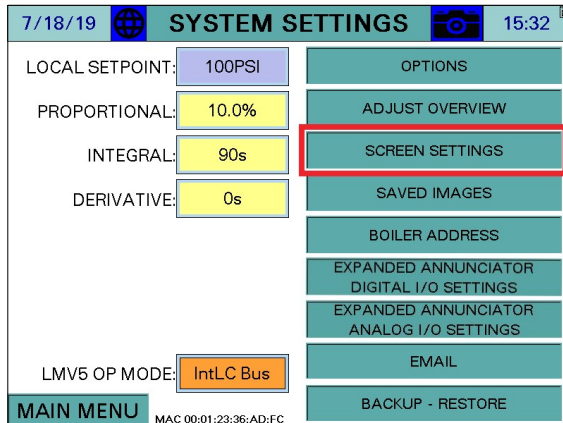 7/18/19 SYSTEM SETTINGS 15:32
LOCAL SETPOINT: 100PSI
PROPORTIONAL: 10.0%
INTEGRAL: 90s
DERIVATIVE: 0s
LMV5 OP MODE: IntLC Bus
MAIN MENU MAC 00:01:23:36:AD:FC
OPTIONS
ADJUST OVERVIEW
SCREEN SETTINGS
SAVED IMAGES
BOILER ADDRESS
EXPANDED ANNUNCIATOR
DIGITAL I/O SETTINGS
EXPANDED ANNUNCIATOR
ANALOG I/O SETTINGS
EMAIL
BACKUP - RESTORE